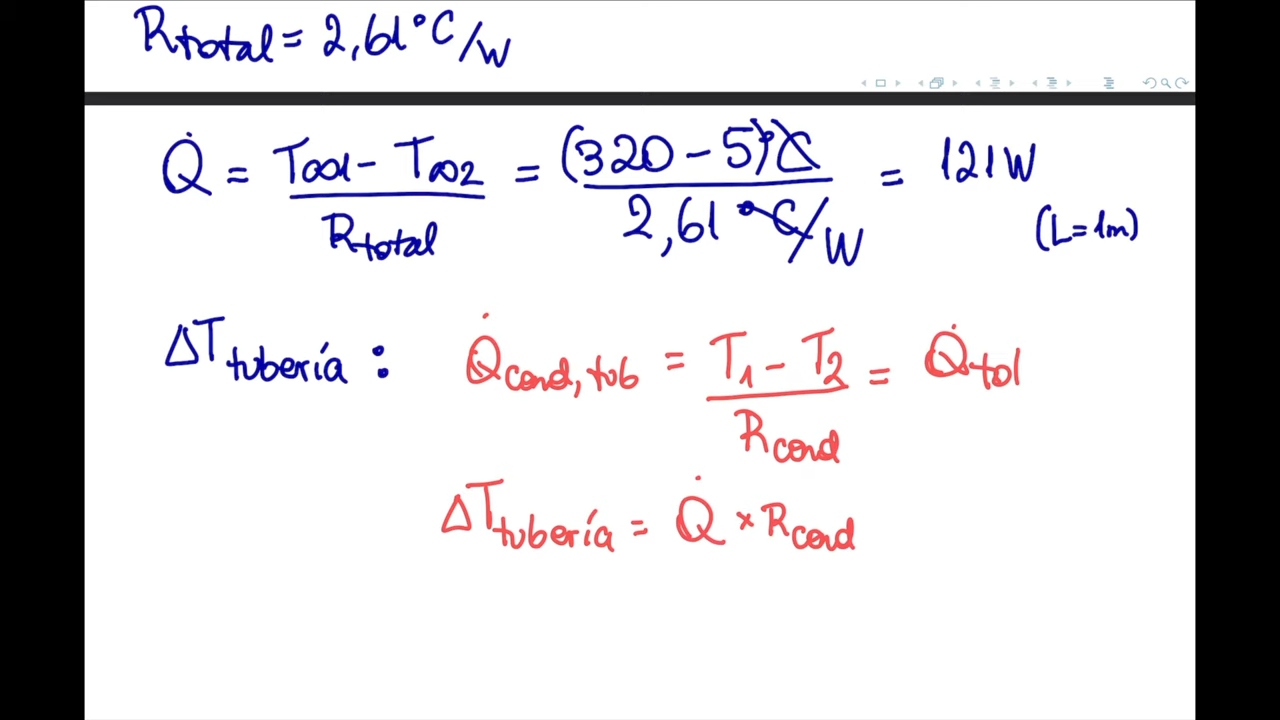 Rtotal = 2,61 °C/W
Q̇ = T∞1 - T∞2 / Rtotal = (320 - 5)°C / 2,61 °C/W = 121 W
(L=1m)
ΔTtubería : Q̇cond, tub = T1 - T2 / Rcond = Q̇tot
ΔTtubería = Q̇ × Rcond